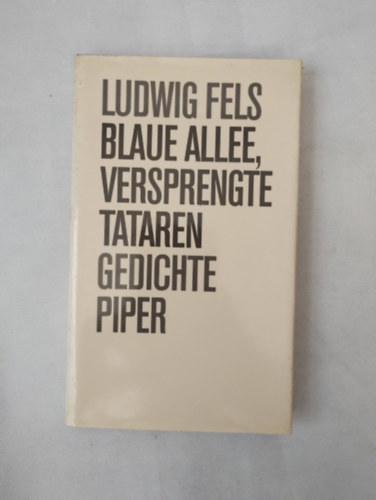 LUDWIG FELS
BLAUE ALLEE,
VERSPRENGTE
TATAREN
GEDICHTE
PIPER